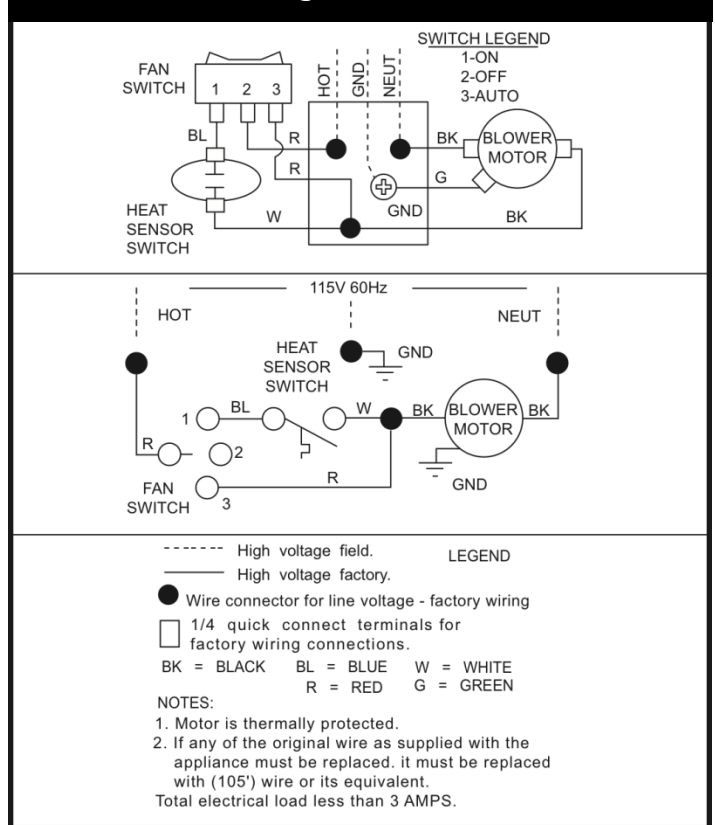 SWITCH LEGEND
1-ON
2-OFF
3-AUTO
FAN
SWITCH
1 2 3
HOT
GND
NEUT
BL
R
R
BK
BLOWER
MOTOR
G
GND
HEAT
SENSOR
SWITCH
W
BK
115V 60Hz
HOT
NEUT
HEAT
SENSOR
SWITCH
GND
1
BL
W
BK
BLOWER
MOTOR
BK
R
2
FAN
SWITCH
3
R
GND
High voltage field.
LEGEND
High voltage factory.
Wire connector for line voltage - factory wiring
1/4 quick connect terminals for
factory wiring connections.
BK = BLACK BL = BLUE W = WHITE
R = RED G = GREEN
NOTES:
1. Motor is thermally protected.
2. If any of the original wire as supplied with the
appliance must be replaced. it must be replaced
with (105') wire or its equivalent.
Total electrical load less than 3 AMPS.